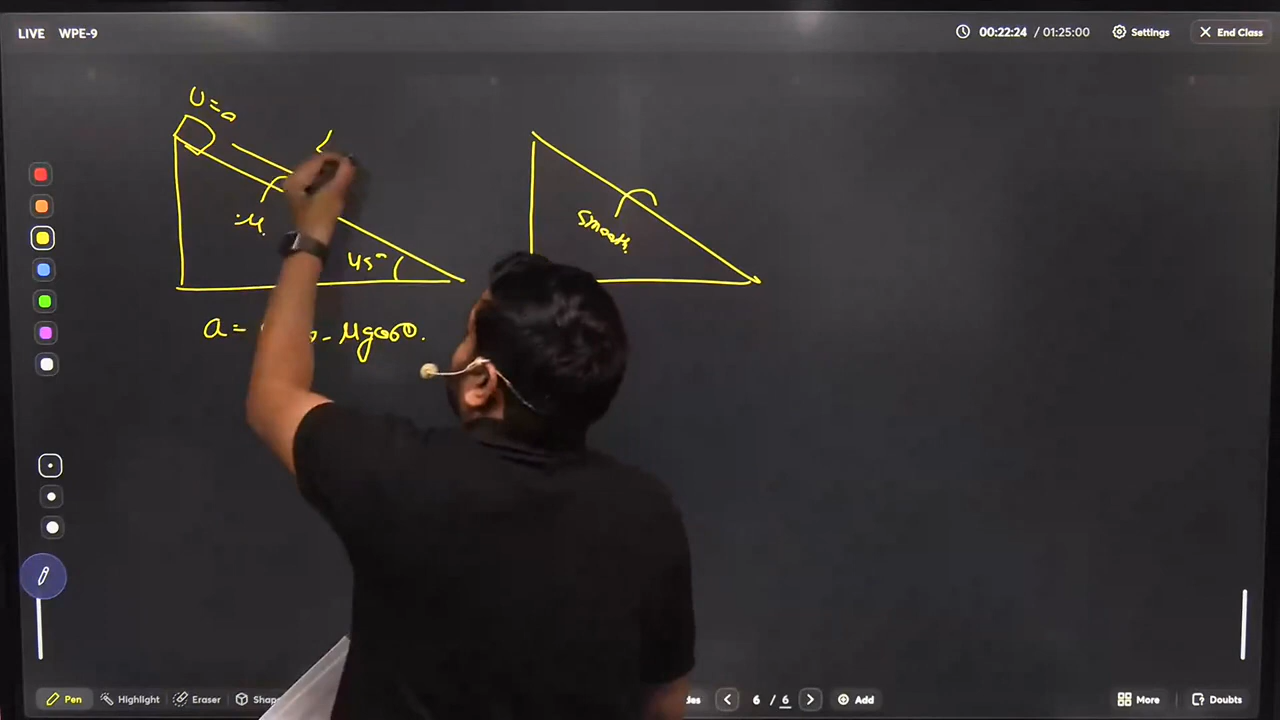 LIVE WPE-9 00:22:24 / 01:25:00 Settings End Class
U=0
μ
45°
smooth.
a= - μgcosθ.
Pen Highlight Eraser 6 / 6 Add More Doubts